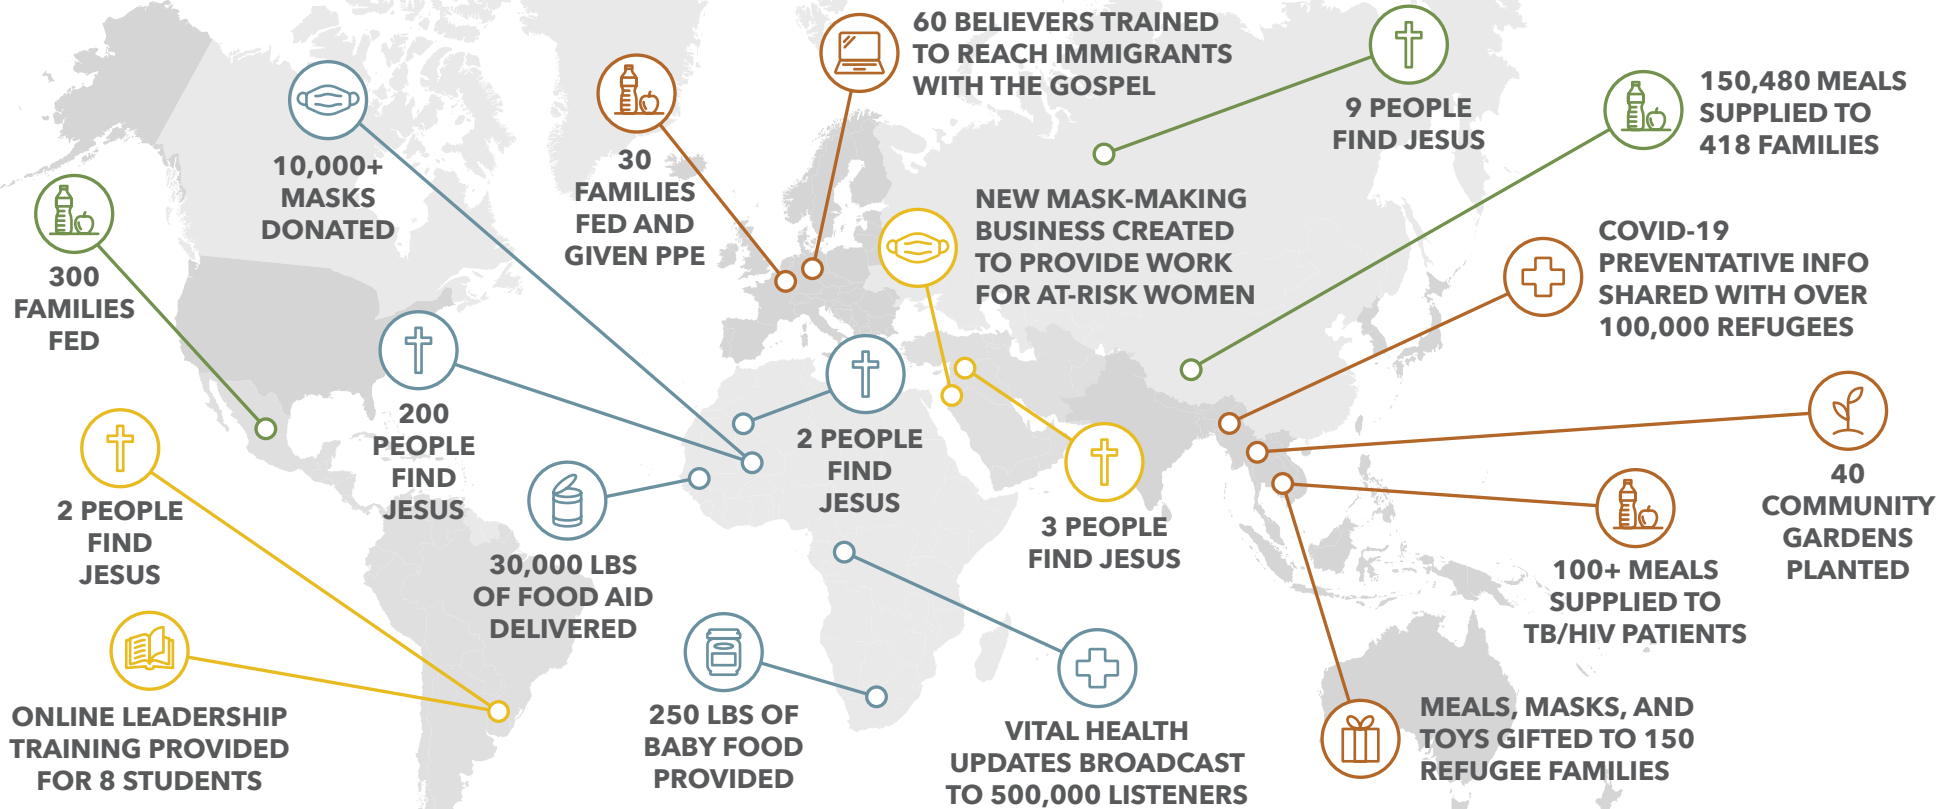 60 BELIEVERS TRAINED
TO REACH IMMIGRANTS
WITH THE GOSPEL
9 PEOPLE
FIND JESUS
150,480 MEALS
SUPPLIED TO
418 FAMILIES
10,000+
MASKS
DONATED
30
FAMILIES
FED AND
GIVEN PPE
NEW MASK-MAKING
BUSINESS CREATED
TO PROVIDE WORK
FOR AT-RISK WOMEN
COVID-19
PREVENTATIVE INFO
SHARED WITH OVER
100,000 REFUGEES
300
FAMILIES
FED
200
PEOPLE
FIND
JESUS
2 PEOPLE
FIND
JESUS
3 PEOPLE
FIND JESUS
40
COMMUNITY
GARDENS
PLANTED
2 PEOPLE
FIND
JESUS
30,000 LBS
OF FOOD AID
DELIVERED
100+ MEALS
SUPPLIED TO
TB/HIV PATIENTS
ONLINE LEADERSHIP
TRAINING PROVIDED
FOR 8 STUDENTS
250 LBS OF
BABY FOOD
PROVIDED
VITAL HEALTH
UPDATES BROADCAST
TO 500,000 LISTENERS
MEALS, MASKS, AND
TOYS GIFTED TO 150
REFUGEE FAMILIES